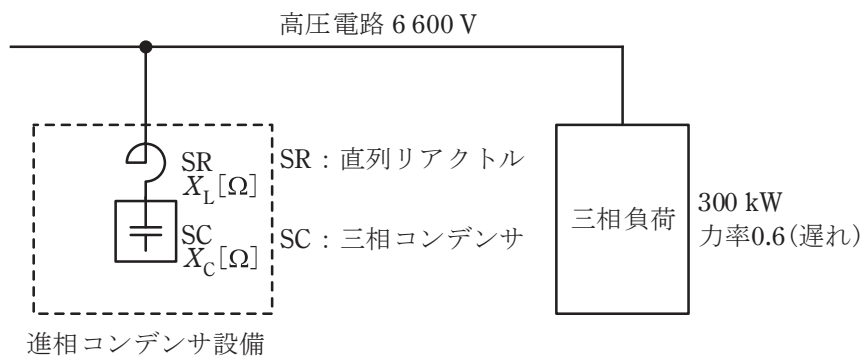 高圧電路 6 600 V
SR
X_L[Ω]
SR：直列リアクトル
SC
X_C[Ω]
SC：三相コンデンサ
進相コンデンサ設備
三相負荷
300 kW
力率0.6(遅れ)